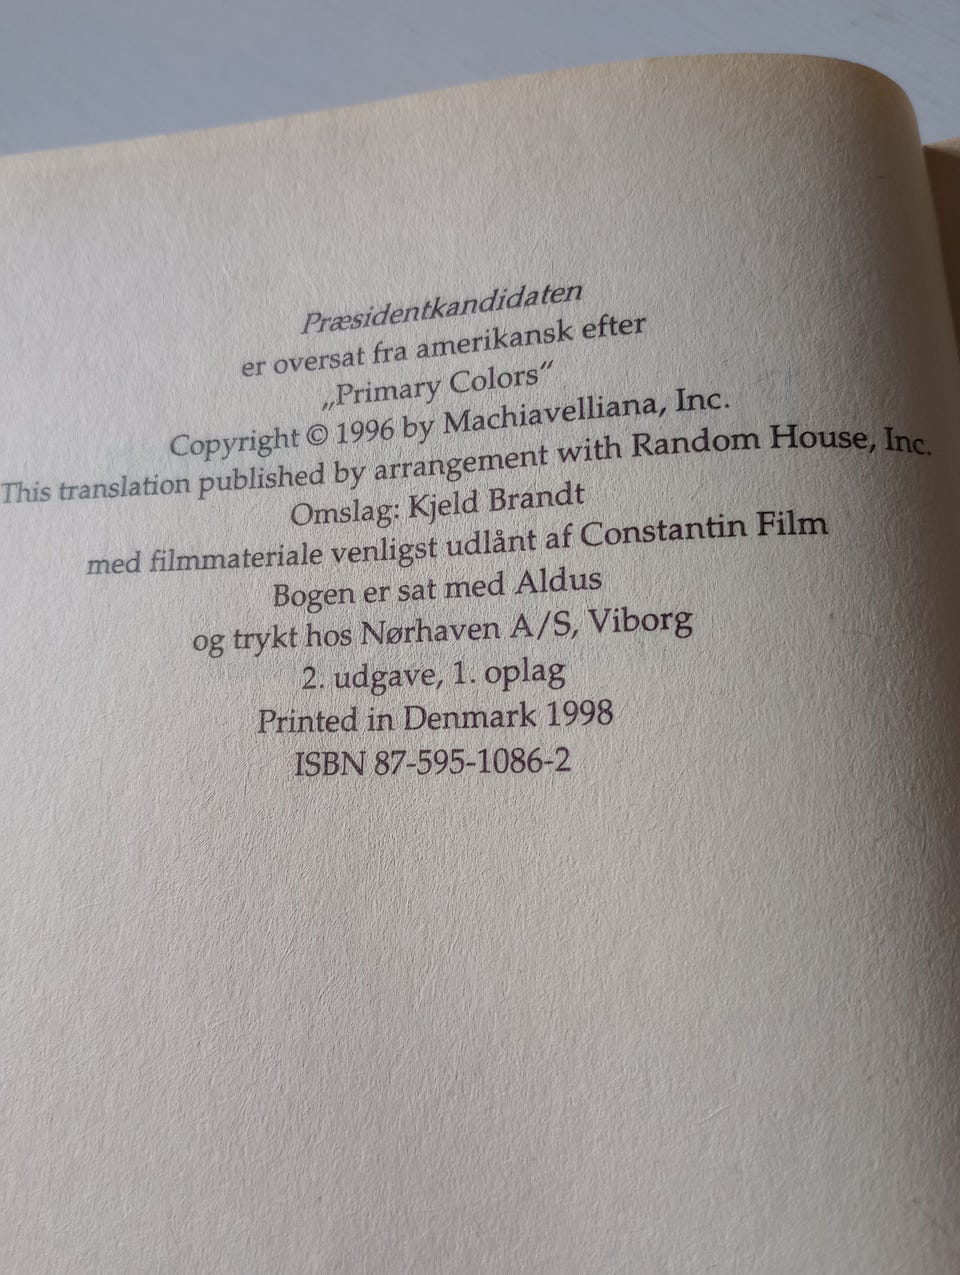 Præsidentkandidaten
er oversat fra amerikansk efter
„Primary Colors“
Copyright © 1996 by Machiavelliana, Inc.
This translation published by arrangement with Random House, Inc.
Omslag: Kjeld Brandt
med filmmateriale venligst udlånt af Constantin Film
Bogen er sat med Aldus
og trykt hos Nørhaven A/S, Viborg
2. udgave, 1. oplag
Printed in Denmark 1998
ISBN 87-595-1086-2